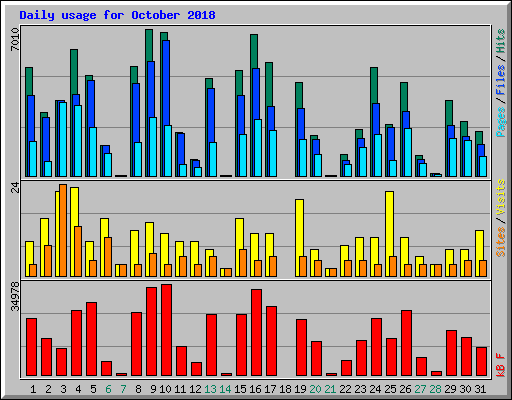 Daily usage for October 2018
7010
Pages / Files / Hits
24
Sites / Visits
34978
kB F
1 2 3 4 5 6 7 8 9 10 11 12 13 14 15 16 17 18 19 20 21 22 23 24 25 26 27 28 29 30 31